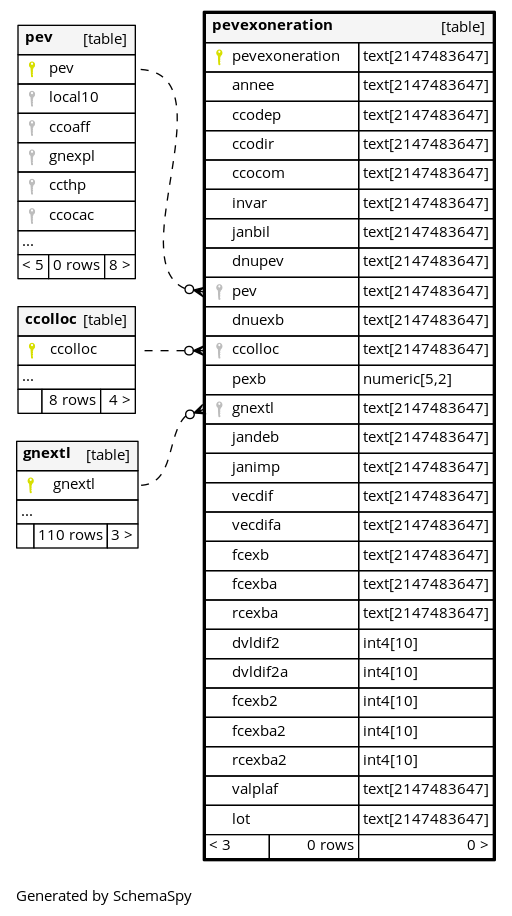 pev [table]
pev
local10
ccoaff
gnexpl
ccthp
ccocac
...
< 5 0 rows 8 >
ccolloc [table]
ccolloc
...
8 rows 4 >
gnextl [table]
gnextl
...
110 rows 3 >
pevexoneration [table]
pevexoneration text[2147483647]
annee text[2147483647]
ccodep text[2147483647]
ccodir text[2147483647]
ccocom text[2147483647]
invar text[2147483647]
janbil text[2147483647]
dnupev text[2147483647]
pev text[2147483647]
dnuexb text[2147483647]
ccolloc text[2147483647]
pexb numeric[5,2]
gnextl text[2147483647]
jandeb text[2147483647]
janimp text[2147483647]
vecdif text[2147483647]
vecdifa text[2147483647]
fcexb text[2147483647]
fcexba text[2147483647]
rcexba text[2147483647]
dvldif2 int4[10]
dvldif2a int4[10]
fcexb2 int4[10]
fcexba2 int4[10]
rcexba2 int4[10]
valplaf text[2147483647]
lot text[2147483647]
< 3 0 rows 0 >
Generated by SchemaSpy